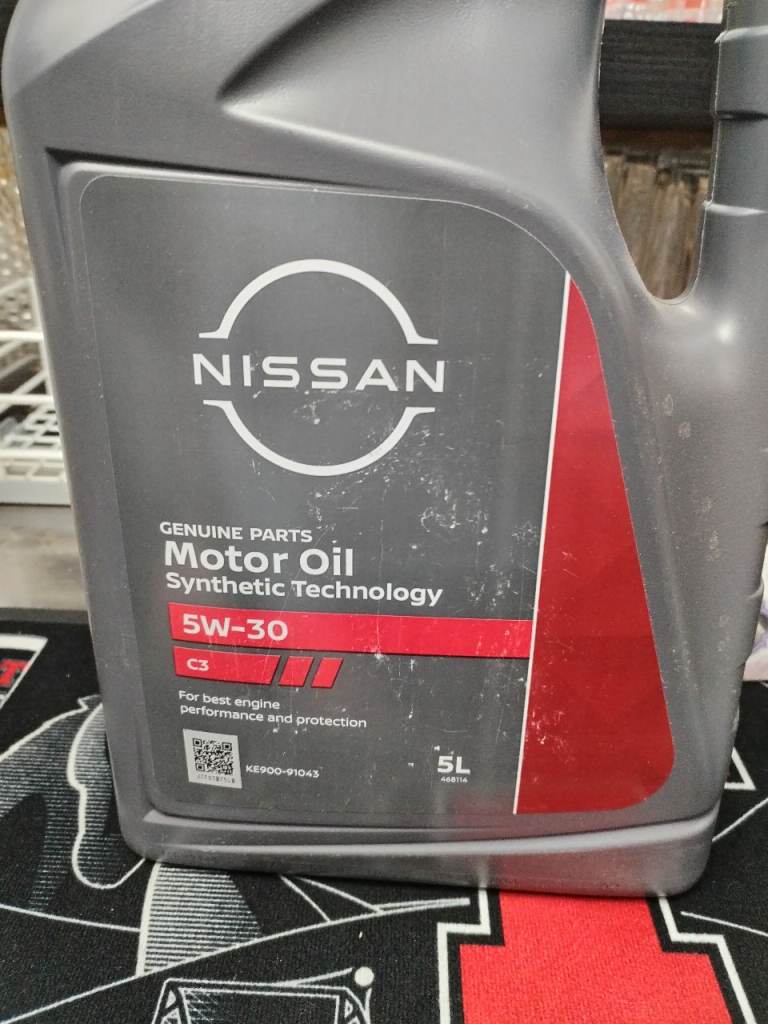 NISSAN
GENUINE PARTS
Motor Oil
Synthetic Technology
5W-30
C3
For best engine
performance and protection
KE900-91043
5L
468114